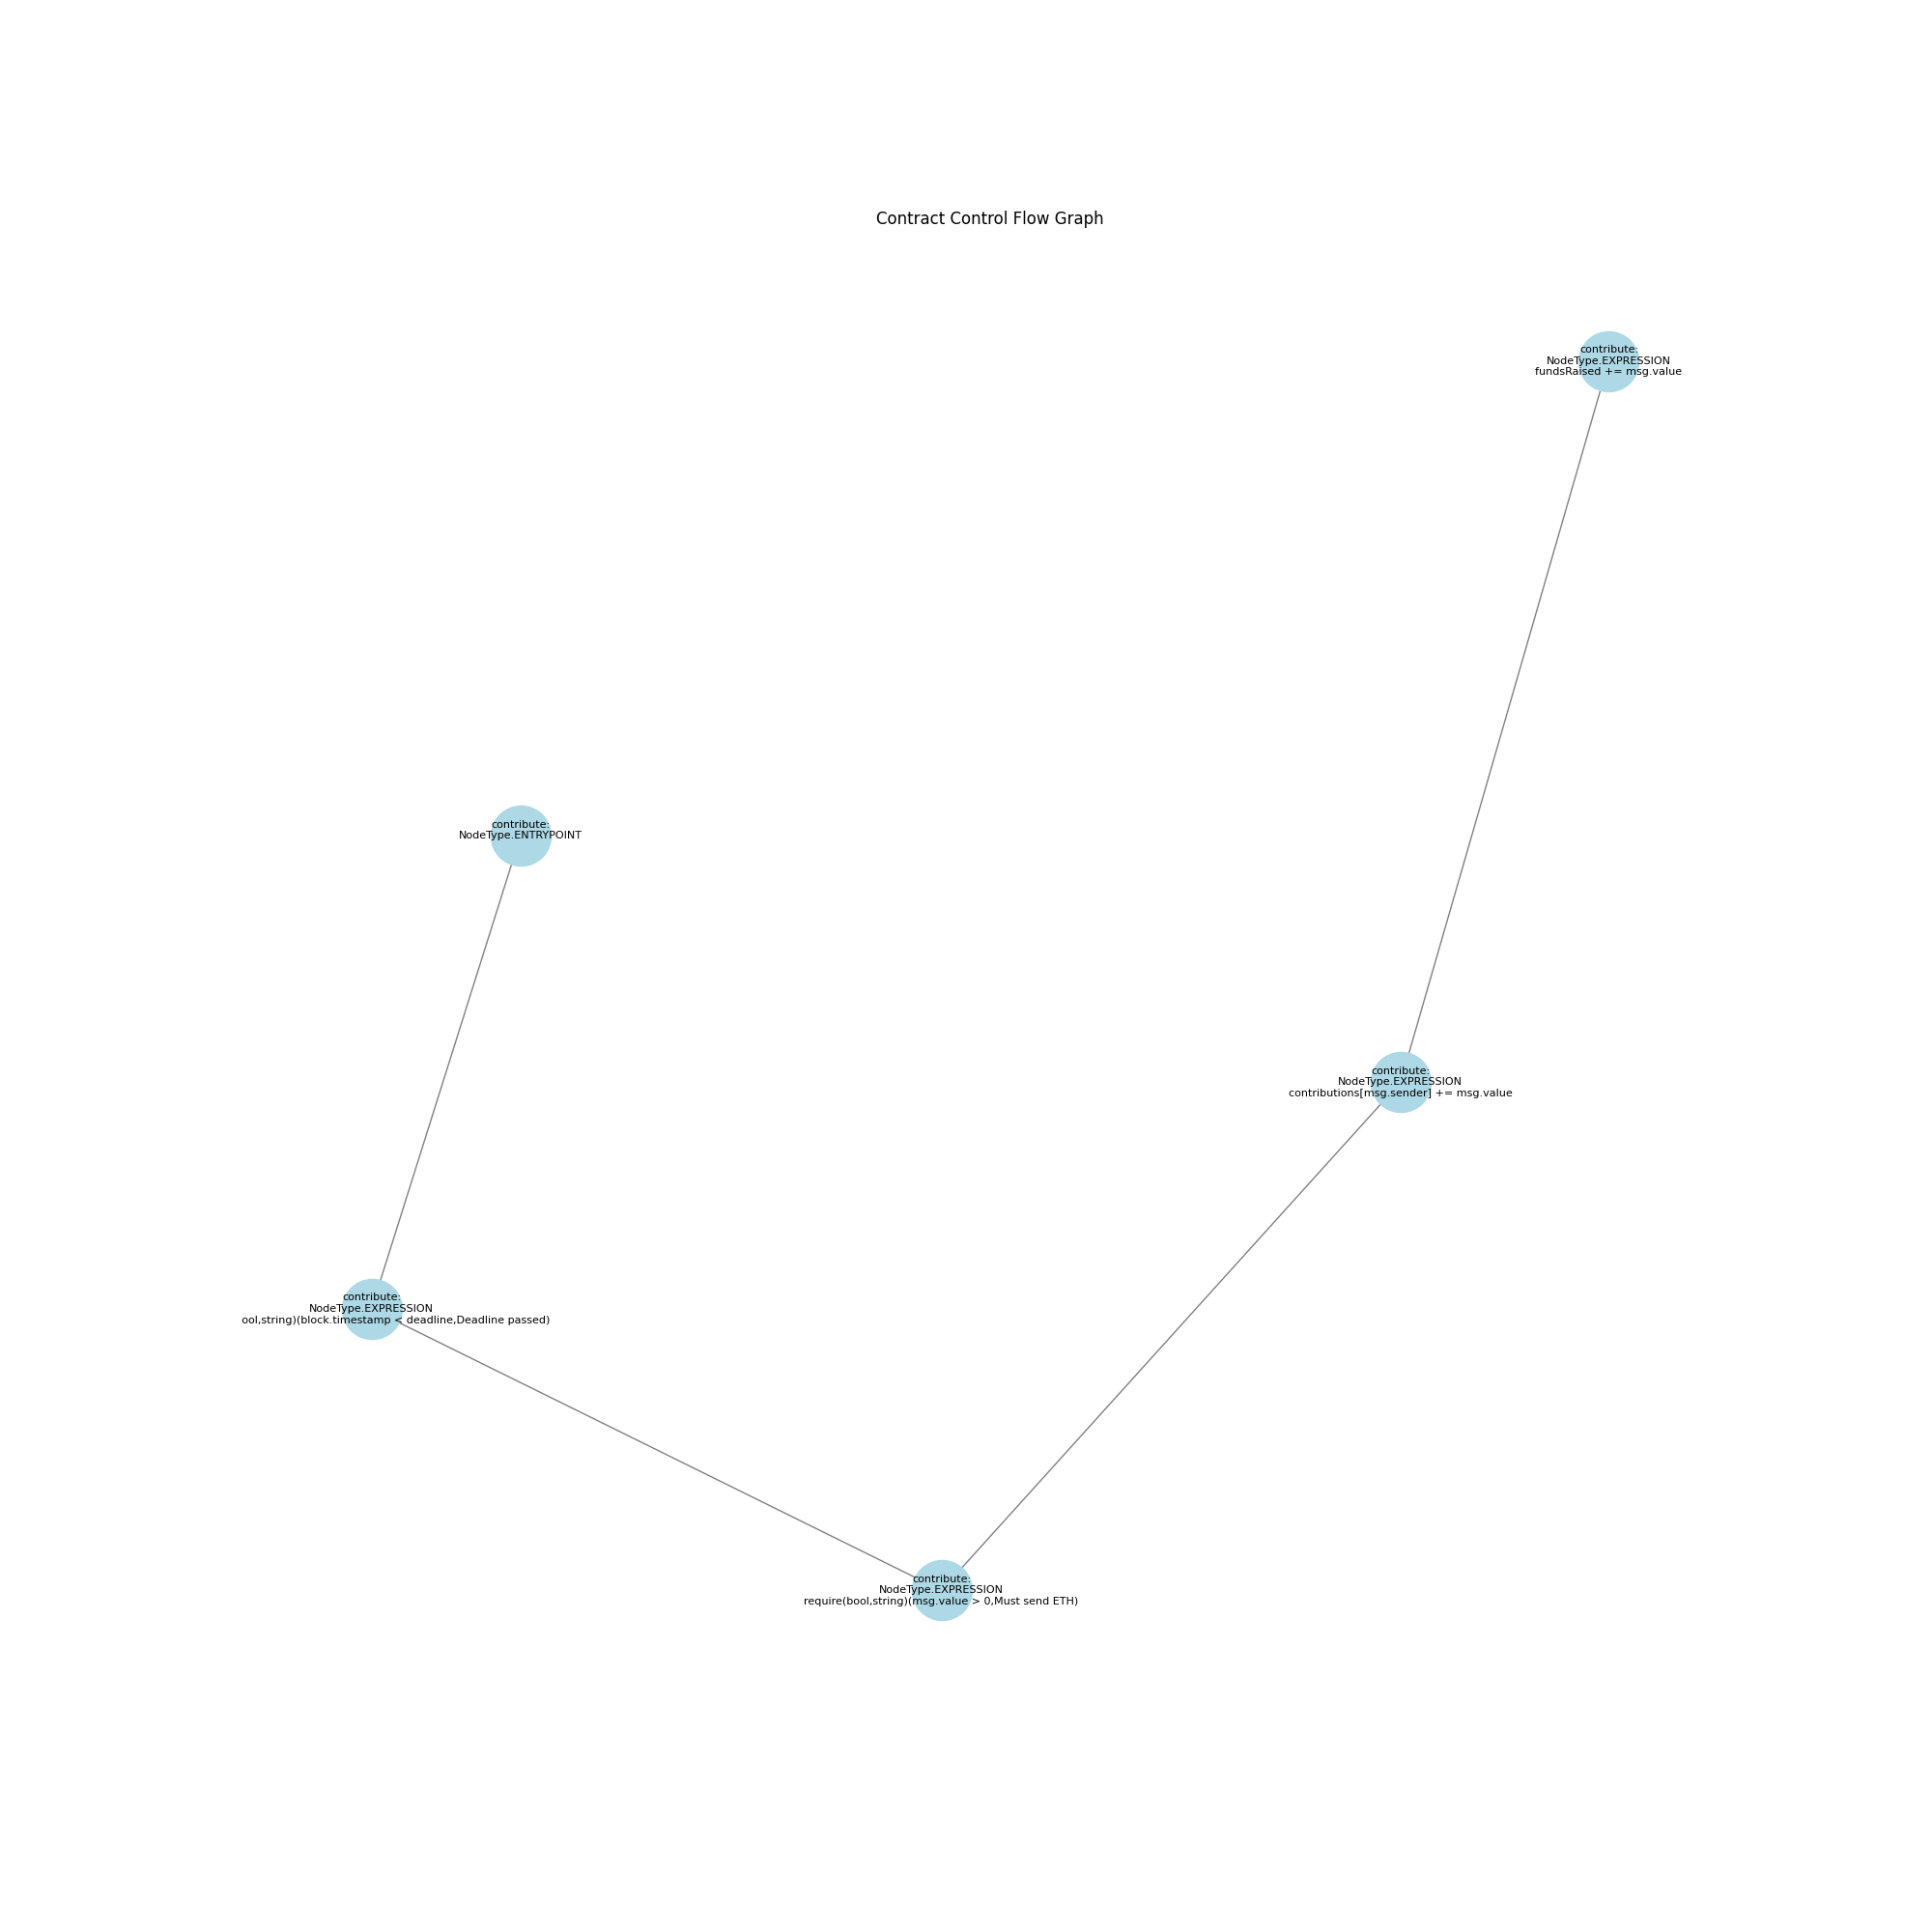 Contract Control Flow Graph
contribute:
NodeType.EXPRESSION
fundsRaised += msg.value
contribute:
NodeType.ENTRYPOINT
contribute:
NodeType.EXPRESSION
contributions[msg.sender] += msg.value
contribute:
NodeType.EXPRESSION
ool,string)(block.timestamp < deadline,Deadline passed)
contribute:
NodeType.EXPRESSION
require(bool,string)(msg.value > 0,Must send ETH)